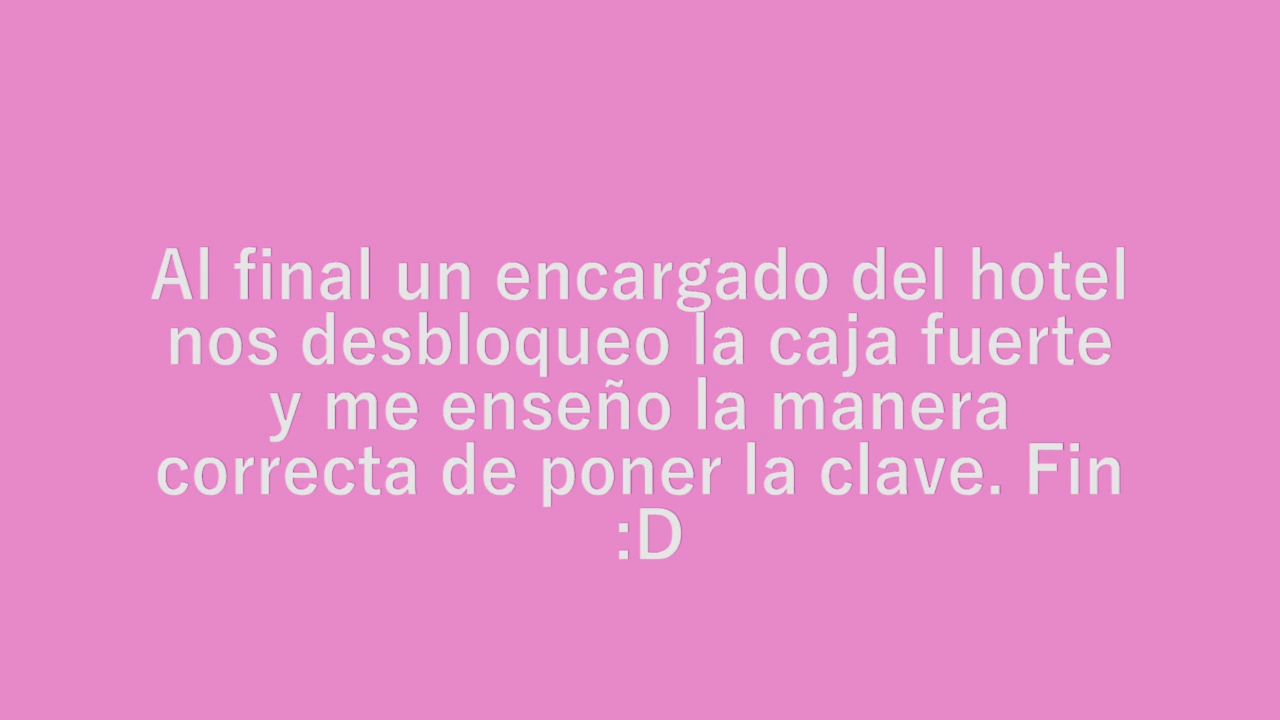 Al final un encargado del hotel
nos desbloqueo la caja fuerte
y me enseño la manera
correcta de poner la clave. Fin
:D